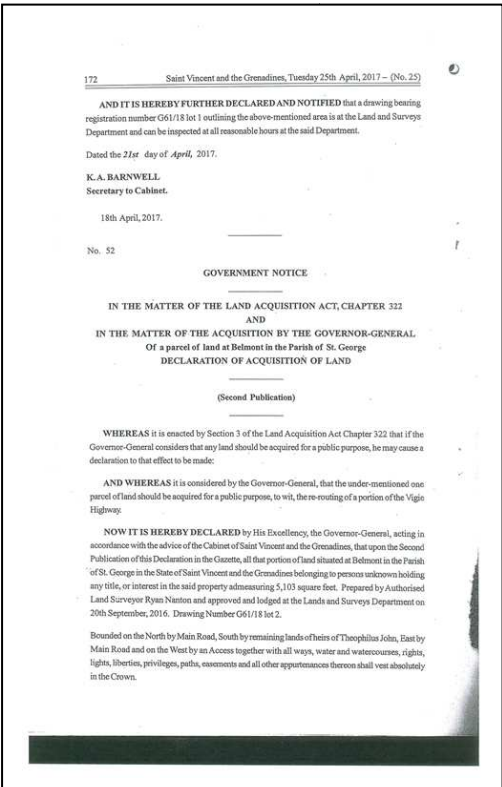 172 Saint Vincent and the Grenadines, Tuesday 25th April, 2017 – (No. 25)
AND IT IS HEREBY FURTHER DECLARED AND NOTIFIED that a drawing bearing
registration number G61/18 lot 1 outlining the above-mentioned area is at the Land and Surveys
Department and can be inspected at all reasonable hours at the said Department.
Dated the 21st day of April, 2017.
K.A. BARNWELL
Secretary to Cabinet.
18th April, 2017.
No. 52
GOVERNMENT NOTICE
IN THE MATTER OF THE LAND ACQUISITION ACT, CHAPTER 322
AND
IN THE MATTER OF THE ACQUISITION BY THE GOVERNOR-GENERAL
Of a parcel of land at Belmont in the Parish of St. George
DECLARATION OF ACQUISITION OF LAND
(Second Publication)
WHEREAS it is enacted by Section 3 of the Land Acquisition Act Chapter 322 that if the
Governor-General considers that any land should be acquired for a public purpose, he may cause a
declaration to that effect to be made:
AND WHEREAS it is considered by the Governor-General, that the under-mentioned one
parcel of land should be acquired for a public purpose, to wit, the re-routing of a portion of the Vigie
Highway.
NOW IT IS HEREBY DECLARED by His Excellency, the Governor-General, acting in
accordance with the advice of the Cabinet of Saint Vincent and the Grenadines, that upon the Second
Publication of this Declaration in the Gazette, all that portion of land situated at Belmont in the Parish
of St. George in the State of Saint Vincent and the Grenadines belonging to persons unknown holding
any title, or interest in the said property admeasuring 5,103 square feet. Prepared by Authorised
Land Surveyor Ryan Nanton and approved and lodged at the Lands and Surveys Department on
20th September, 2016. Drawing Number G61/18 lot 2.
Bounded on the North by Main Road, South by remaining lands of heirs of Theophilus John, East by
Main Road and on the West by an Access together with all ways, water and watercourses, rights,
lights, liberties, privileges, paths, easements and all other appurtenances thereon shall vest absolutely
in the Crown.